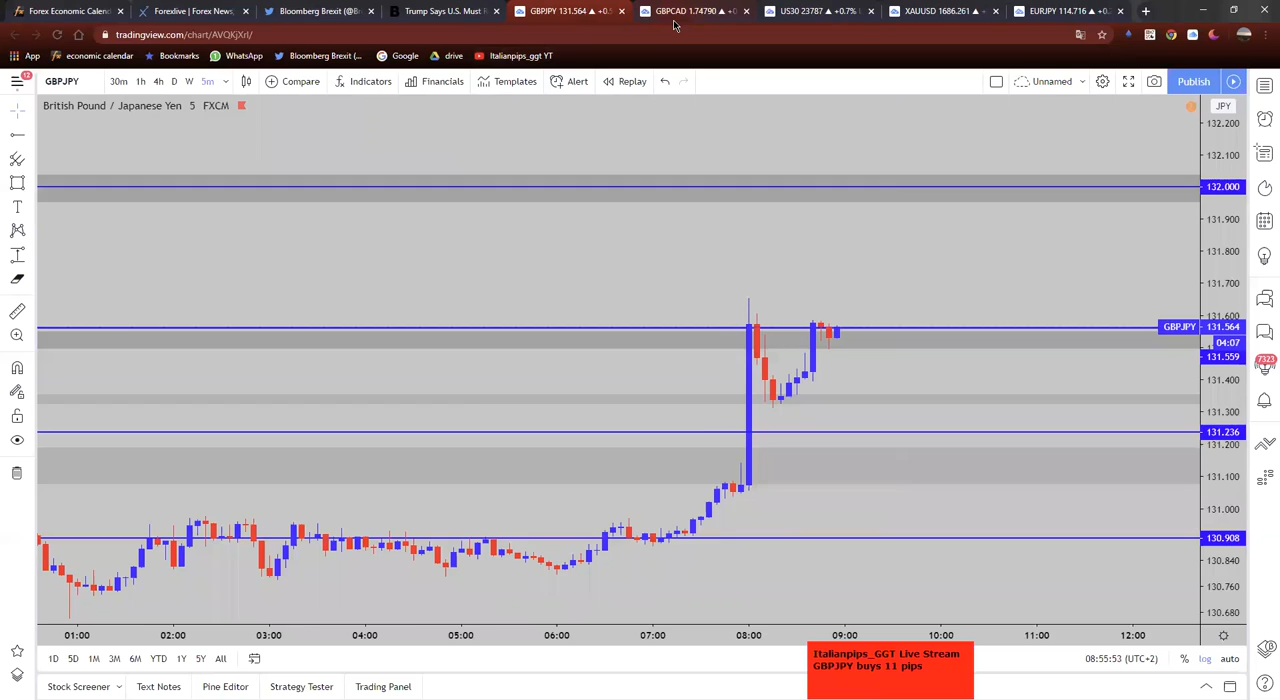 Forex Economic Calend
Forexlive | Forex News,
Bloomberg Brexit (@Br
Trump Says U.S. Must R
GBPJPY 131.564 ▲ +0.
GBPCAD 1.74790 ▲ +0
US30 23787 ▲ +0.7%
XAUUSD 1686.261 ▲
EURJPY 114.716 ▲ +0.
tradingview.com/chart/AVQKjXrl/
App
economic calendar
Bookmarks
WhatsApp
Bloomberg Brexit (...
Google
drive
Italianpips_ggt YT
12
GBPJPY
30m 1h 4h D W 5m
Compare
Indicators
Financials
Templates
Alert
Replay
Unnamed
Publish
British Pound / Japanese Yen 5 FXCM
JPY
132.200
132.100
132.000
131.900
131.800
131.700
131.600
GBPJPY 131.564
04:07
131.559
131.400
131.300
131.236
131.200
131.100
131.000
130.908
130.840
130.760
130.680
7323
01:00 02:00 03:00 04:00 05:00 06:00 07:00 08:00 09:00 10:00 11:00 12:00
1D 5D 1M 3M 6M YTD 1Y 5Y All
08:55:53 (UTC+2)
% log auto
Italianpips_GGT Live Stream
GBPJPY buys 11 pips
Stock Screener
Text Notes
Pine Editor
Strategy Tester
Trading Panel